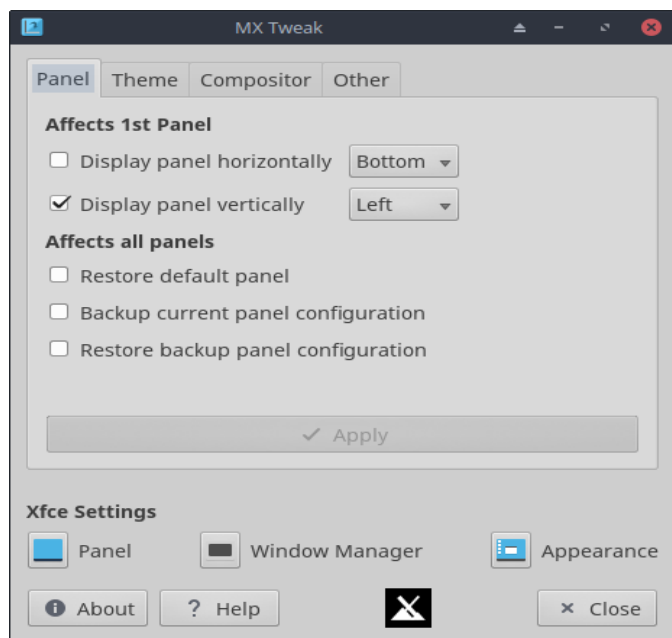 MX Tweak
Panel Theme Compositor Other
Affects 1st Panel
Display panel horizontally Bottom
Display panel vertically Left
Affects all panels
Restore default panel
Backup current panel configuration
Restore backup panel configuration
Apply
Xfce Settings
Panel Window Manager Appearance
About ? Help Close